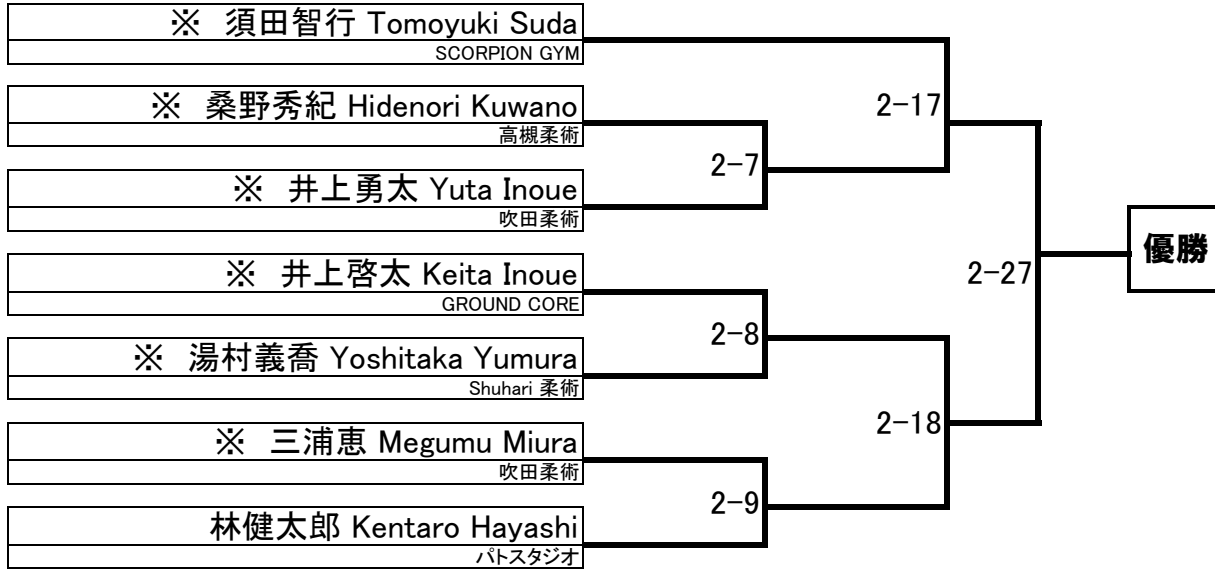 ※ 須田智行 Tomoyuki Suda
SCORPION GYM
※ 桑野秀紀 Hidenori Kuwano
高槻柔術
2-17
2-7
※ 井上勇太 Yuta Inoue
吹田柔術
優勝
※ 井上啓太 Keita Inoue
GROUND CORE
2-27
2-8
※ 湯村義喬 Yoshitaka Yumura
Shuhari 柔術
※ 三浦恵 Megumu Miura
吹田柔術
2-18
2-9
林健太郎 Kentaro Hayashi
パトスタジオ